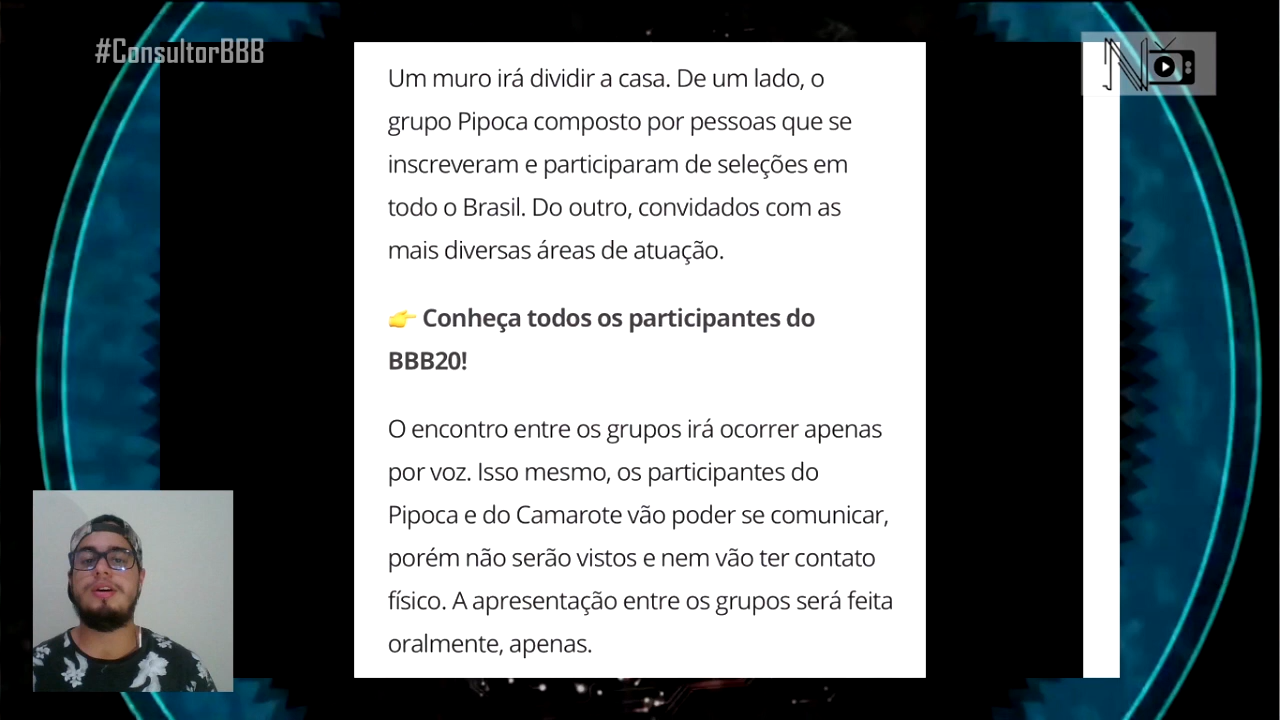 #ConsultorBBB
N
Um muro irá dividir a casa. De um lado, o
grupo Pipoca composto por pessoas que se
inscreveram e participaram de seleções em
todo o Brasil. Do outro, convidados com as
mais diversas áreas de atuação.
👉 Conheça todos os participantes do
BBB20!
O encontro entre os grupos irá ocorrer apenas
por voz. Isso mesmo, os participantes do
Pipoca e do Camarote vão poder se comunicar,
porém não serão vistos e nem vão ter contato
físico. A apresentação entre os grupos será feita
oralmente, apenas.